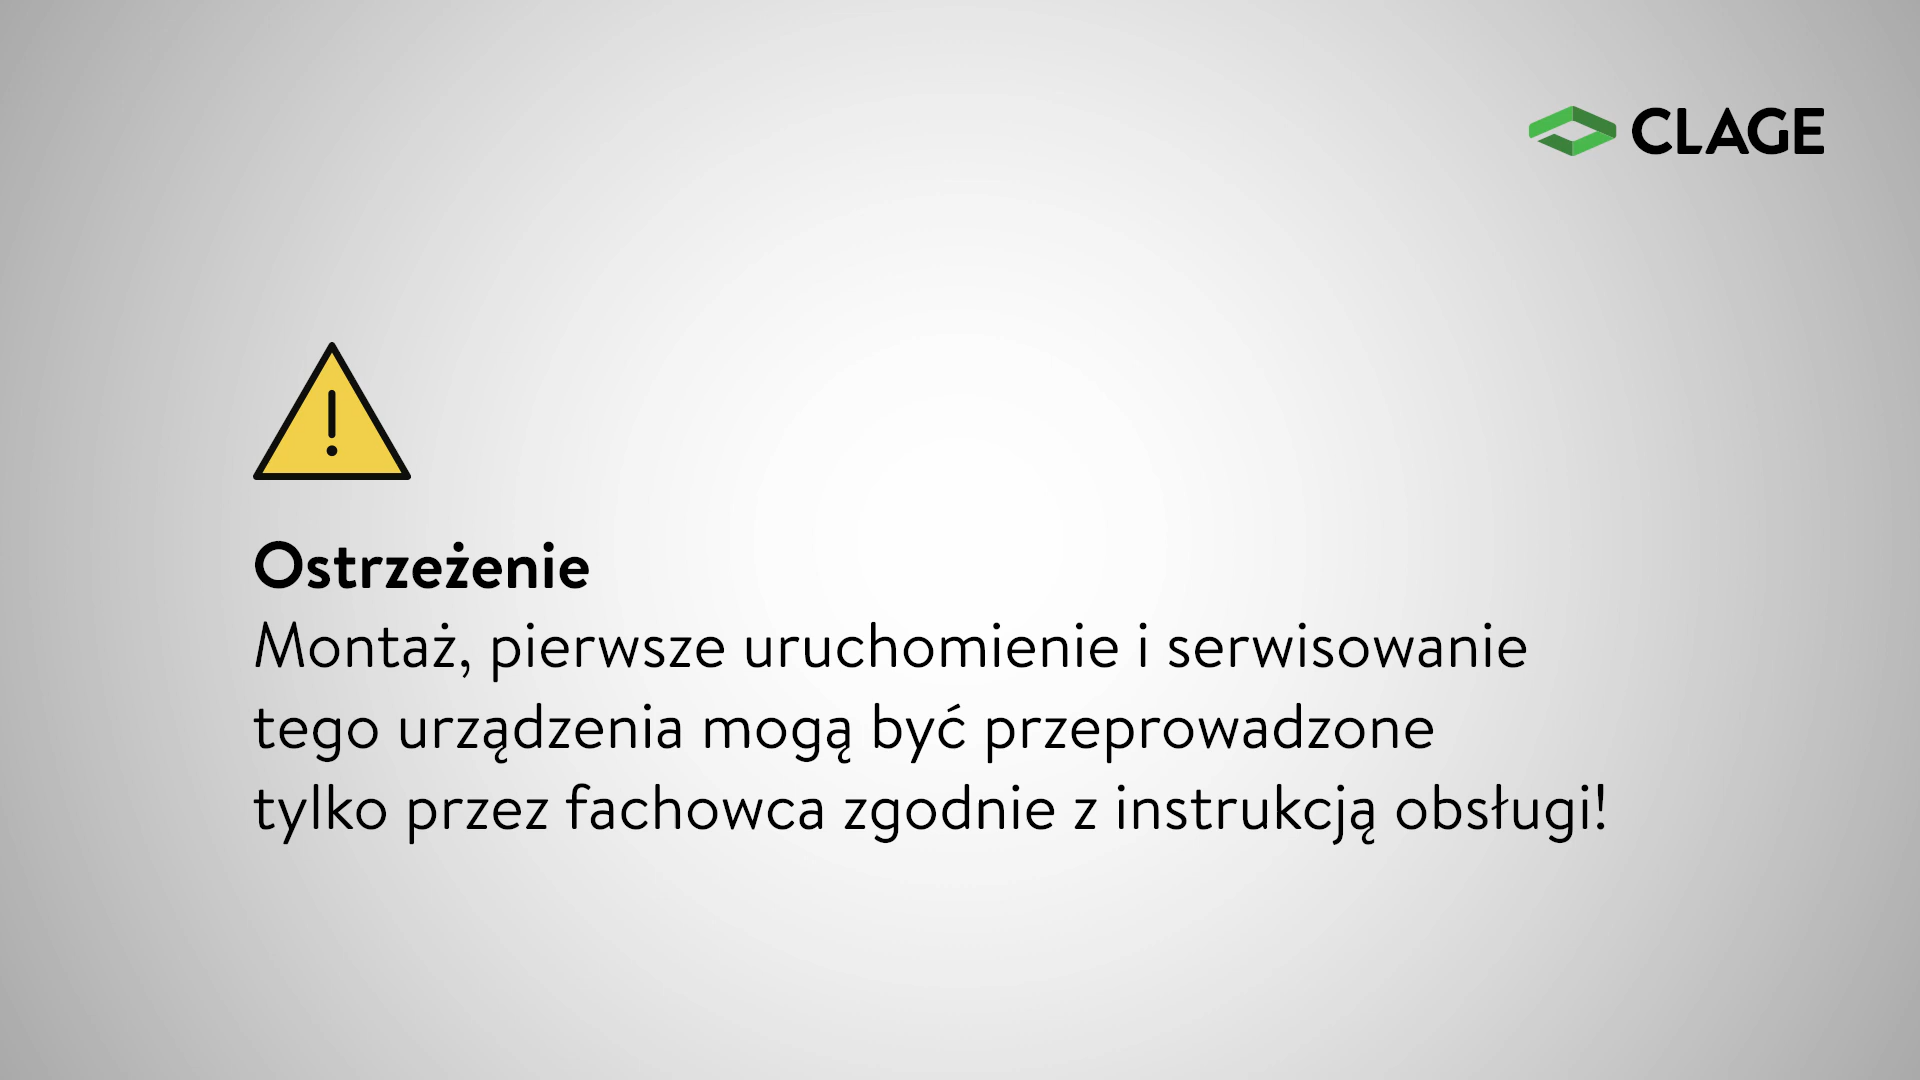 CLAGE
Ostrzeżenie
Montaż, pierwsze uruchomienie i serwisowanie
tego urządzenia mogą być przeprowadzone
tylko przez fachowca zgodnie z instrukcją obsługi!